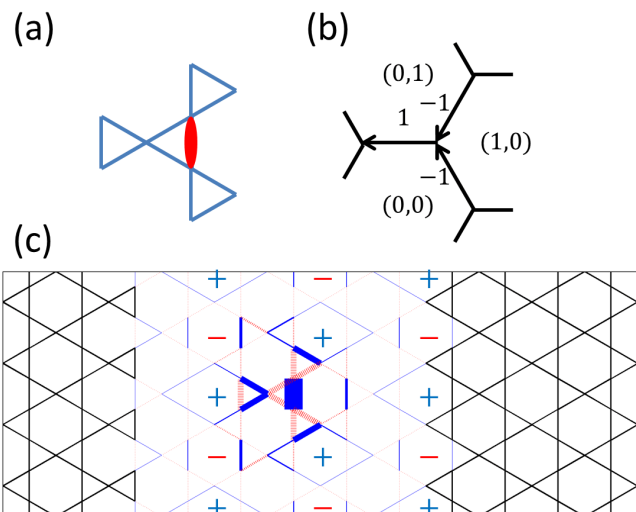 (a)
(b)
(0,1)
−1
1
(1,0)
−1
(0,0)
(c)
+ −
− + −
+ +
− + −
+ − +